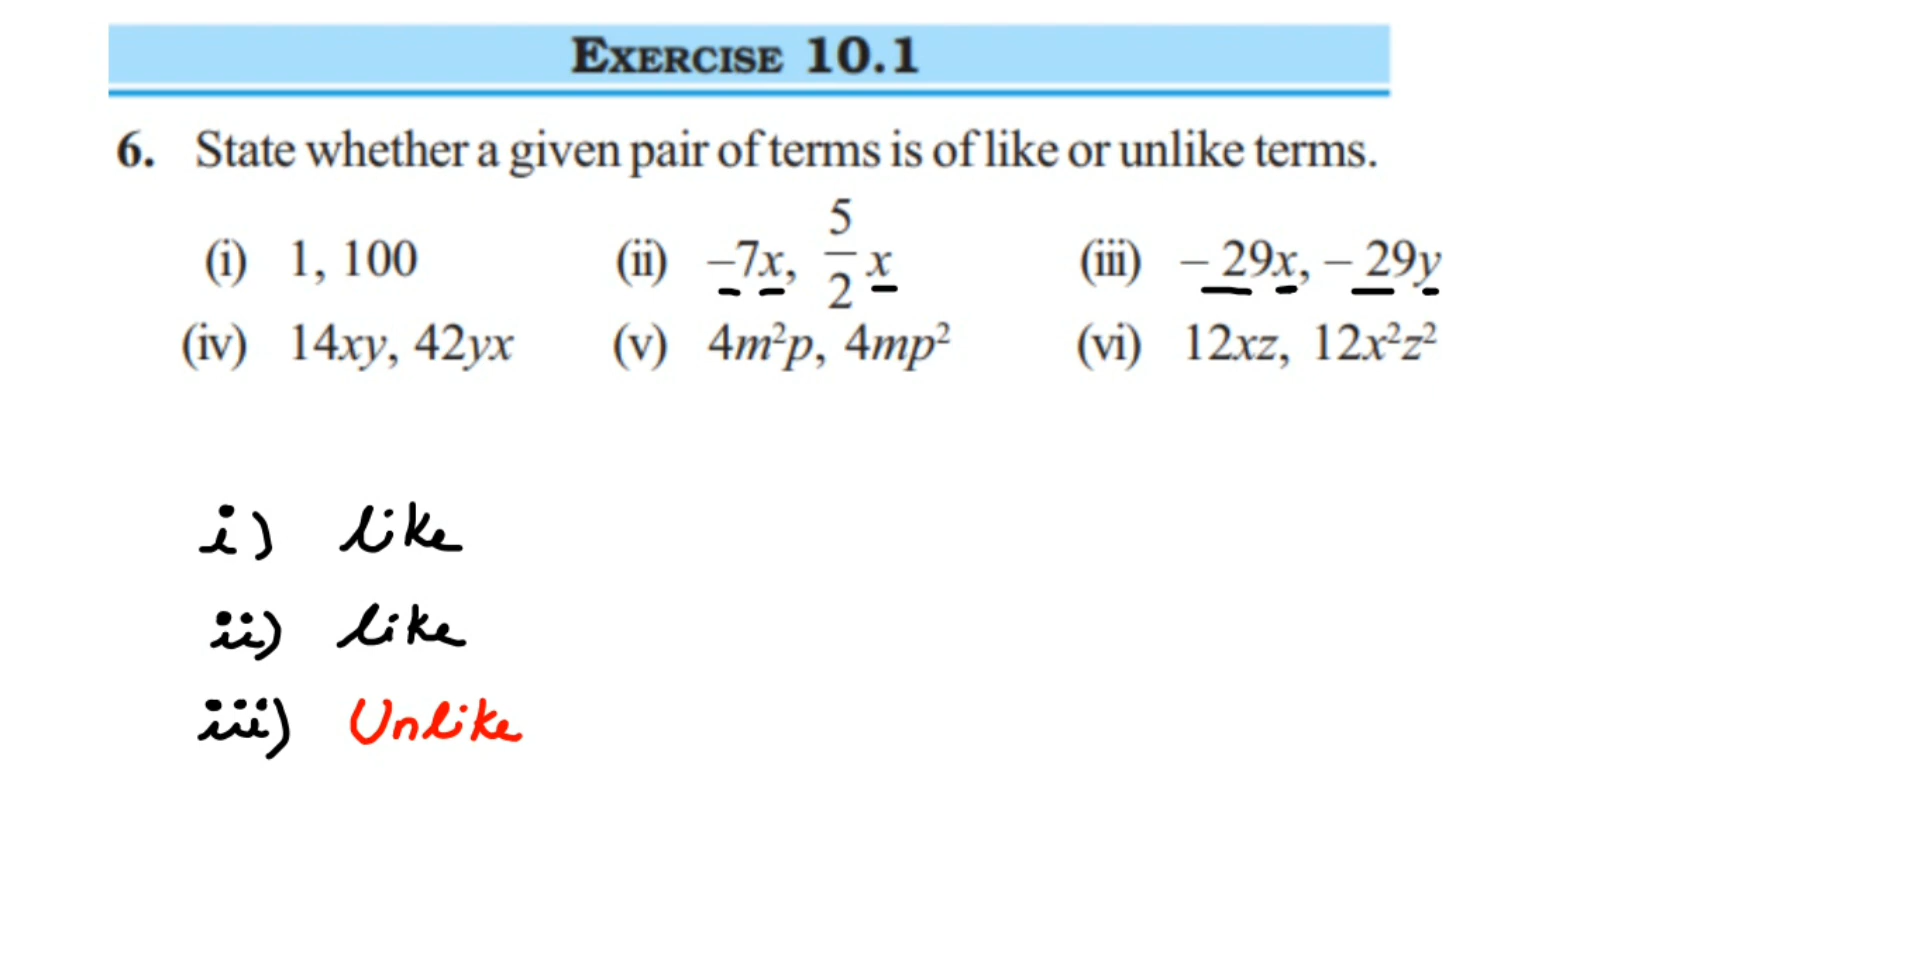 EXERCISE 10.1
6. State whether a given pair of terms is of like or unlike terms.
(i) 1, 100 (ii) –7x, 5/2 x (iii) – 29x, – 29y
(iv) 14xy, 42yx (v) 4m²p, 4mp² (vi) 12xz, 12x²z²
i) like
ii) like
iii) Unlike